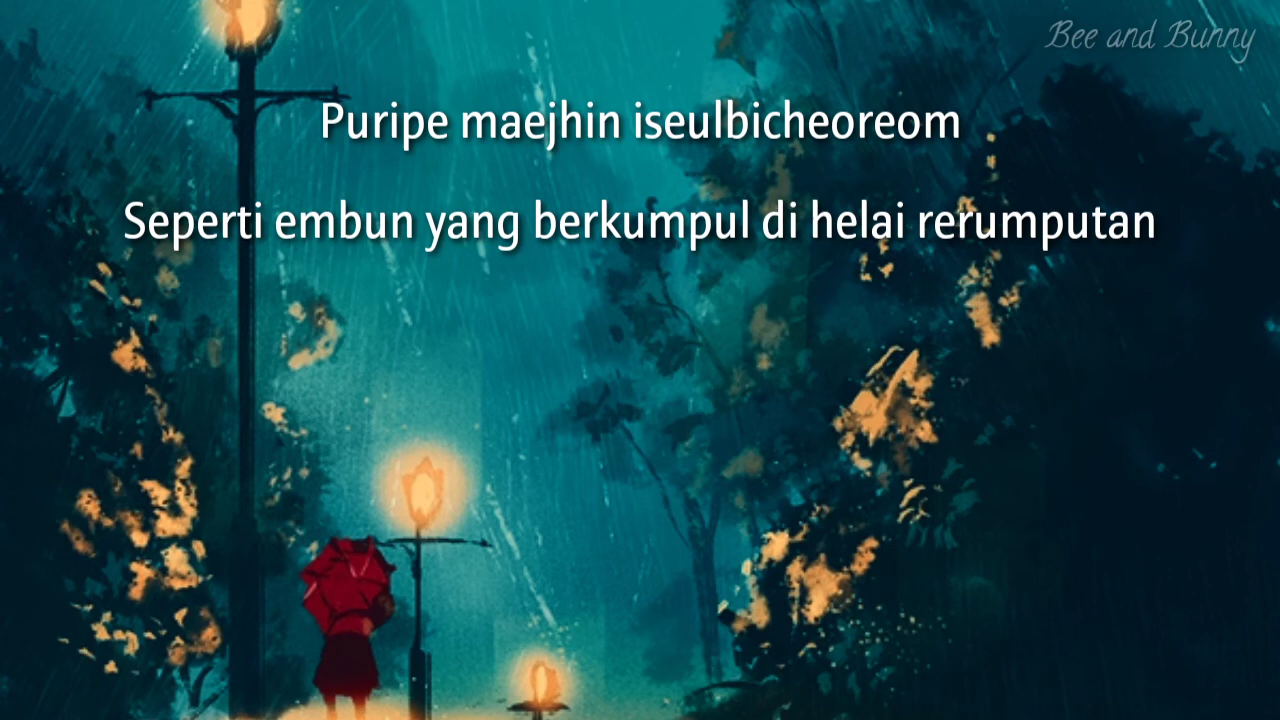 Bee and Bunny
Puripe maejhin iseulbicheoreom
Seperti embun yang berkumpul di helai rerumputan